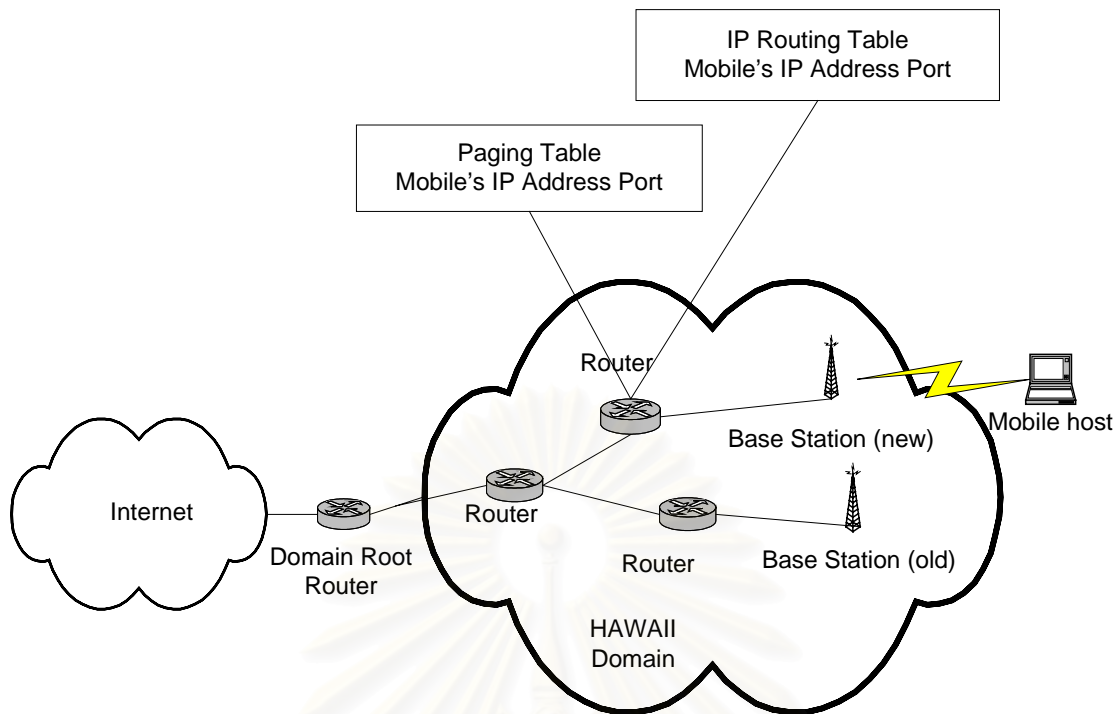 IP Routing Table
Mobile's IP Address Port
Paging Table
Mobile's IP Address Port
Router
Base Station (new)
Mobile host
Internet
Domain Root
Router
Router
Router
Base Station (old)
HAWAII
Domain